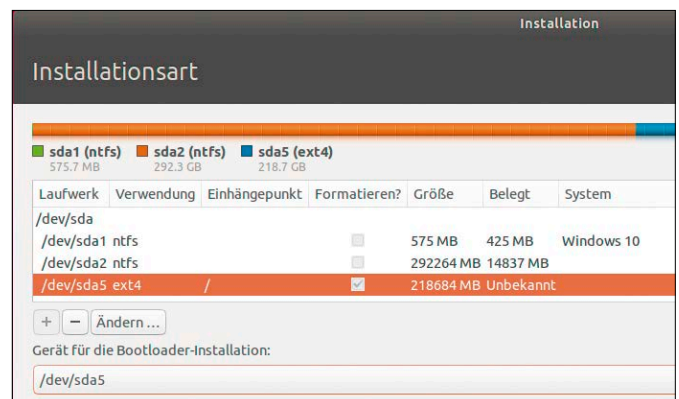 Installation
Installationsart
sda1 (ntfs) sda2 (ntfs) sda5 (ext4)
575.7 MB 292.3 GB 218.7 GB
Laufwerk Verwendung Einhängepunkt Formatieren? Größe Belegt System
/dev/sda
/dev/sda1 ntfs 575 MB 425 MB Windows 10
/dev/sda2 ntfs 292264 MB 14837 MB
/dev/sda5 ext4 / 218684 MB Unbekannt
+ − Ändern ...
Gerät für die Bootloader-Installation:
/dev/sda5